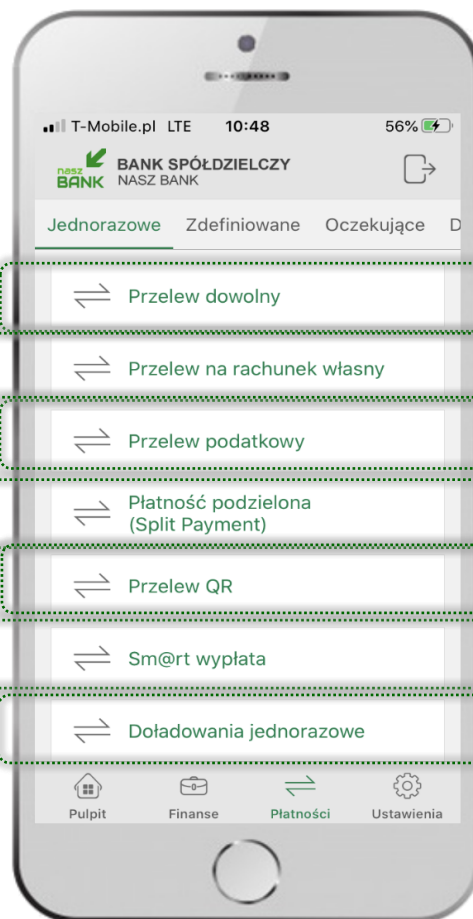 T-Mobile.pl LTE 10:48 56%
nasz BANK BANK SPÓŁDZIELCZY
NASZ BANK
Jednorazowe Zdefiniowane Oczekujące D
Przelew dowolny
Przelew na rachunek własny
Przelew podatkowy
Płatność podzielona
(Split Payment)
Przelew QR
Sm@rt wypłata
Doładowania jednorazowe
Pulpit Finanse Płatności Ustawienia